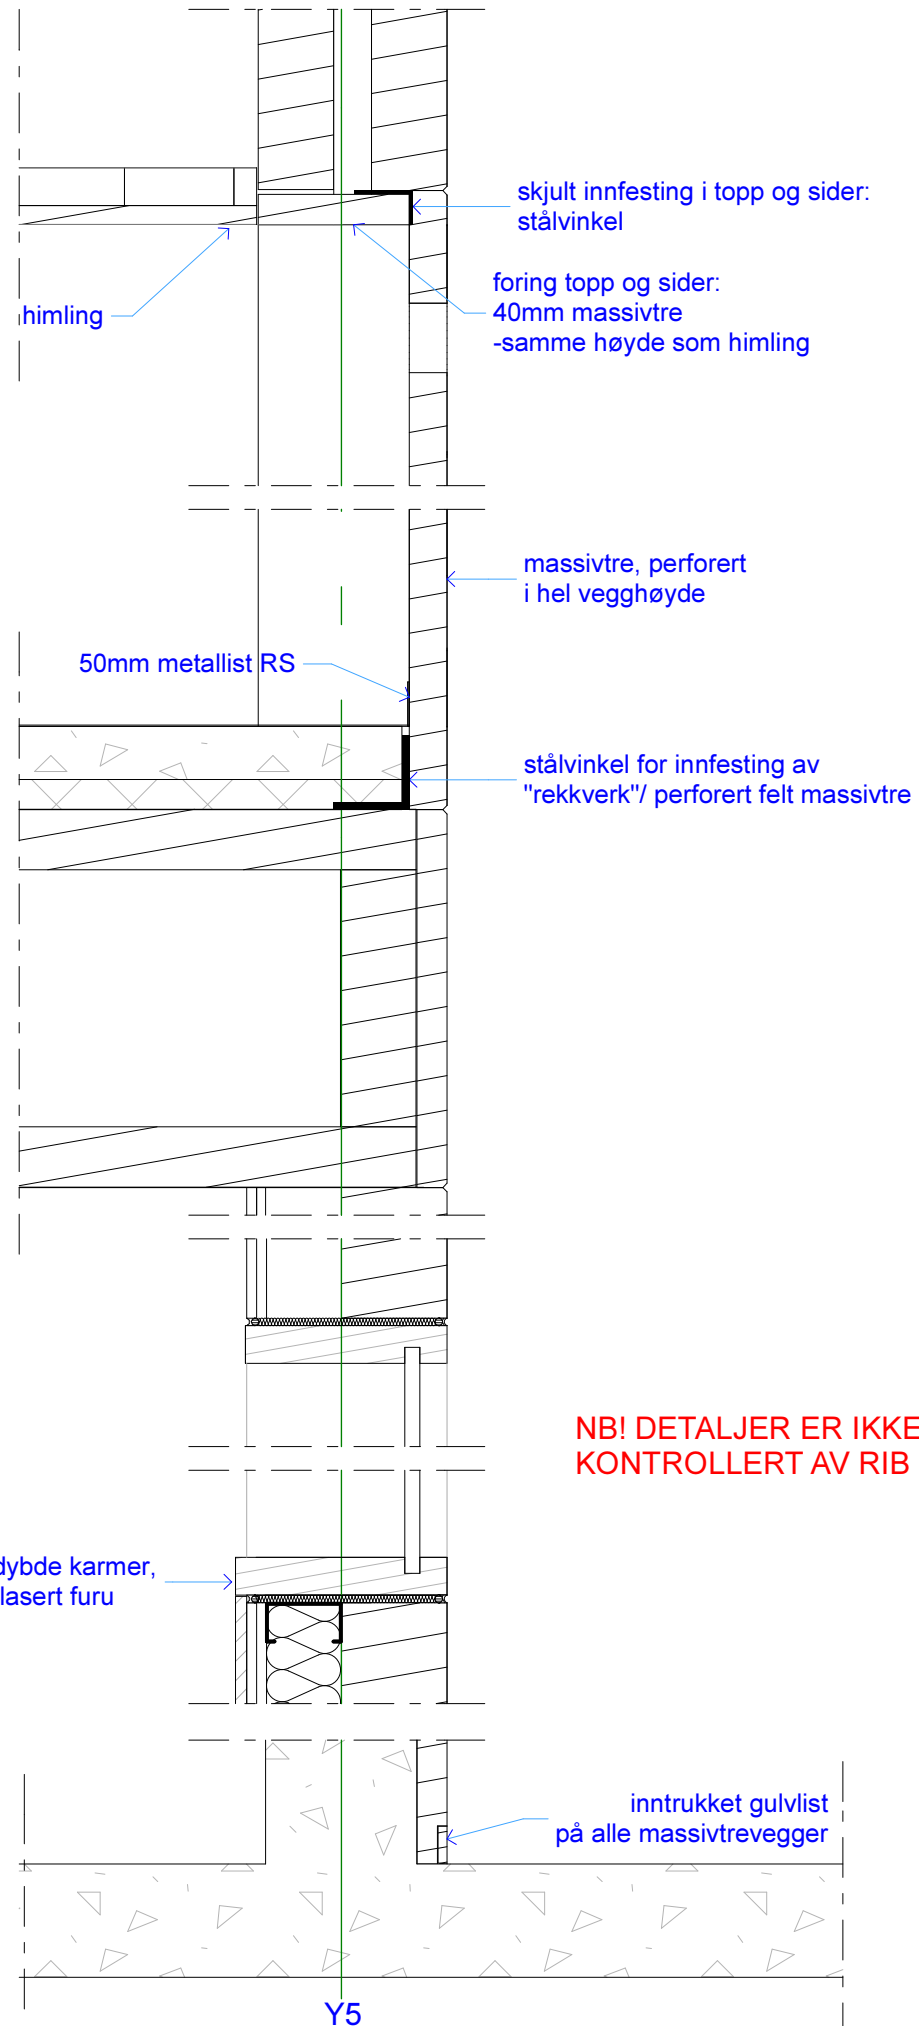 skjult innfesting i topp og sider:
stålvinkel
foring topp og sider:
40mm massivtre
-samme høyde som himling
himling
massivtre, perforert
i hel vegghøyde
50mm metallist RS
stålvinkel for innfesting av
"rekkverk"/ perforert felt massivtre
NB! DETALJER ER IKKE
KONTROLLERT AV RIB
dybde karmer,
lasert furu
inntrukket gulvlist
på alle massivtrevegger
Y5